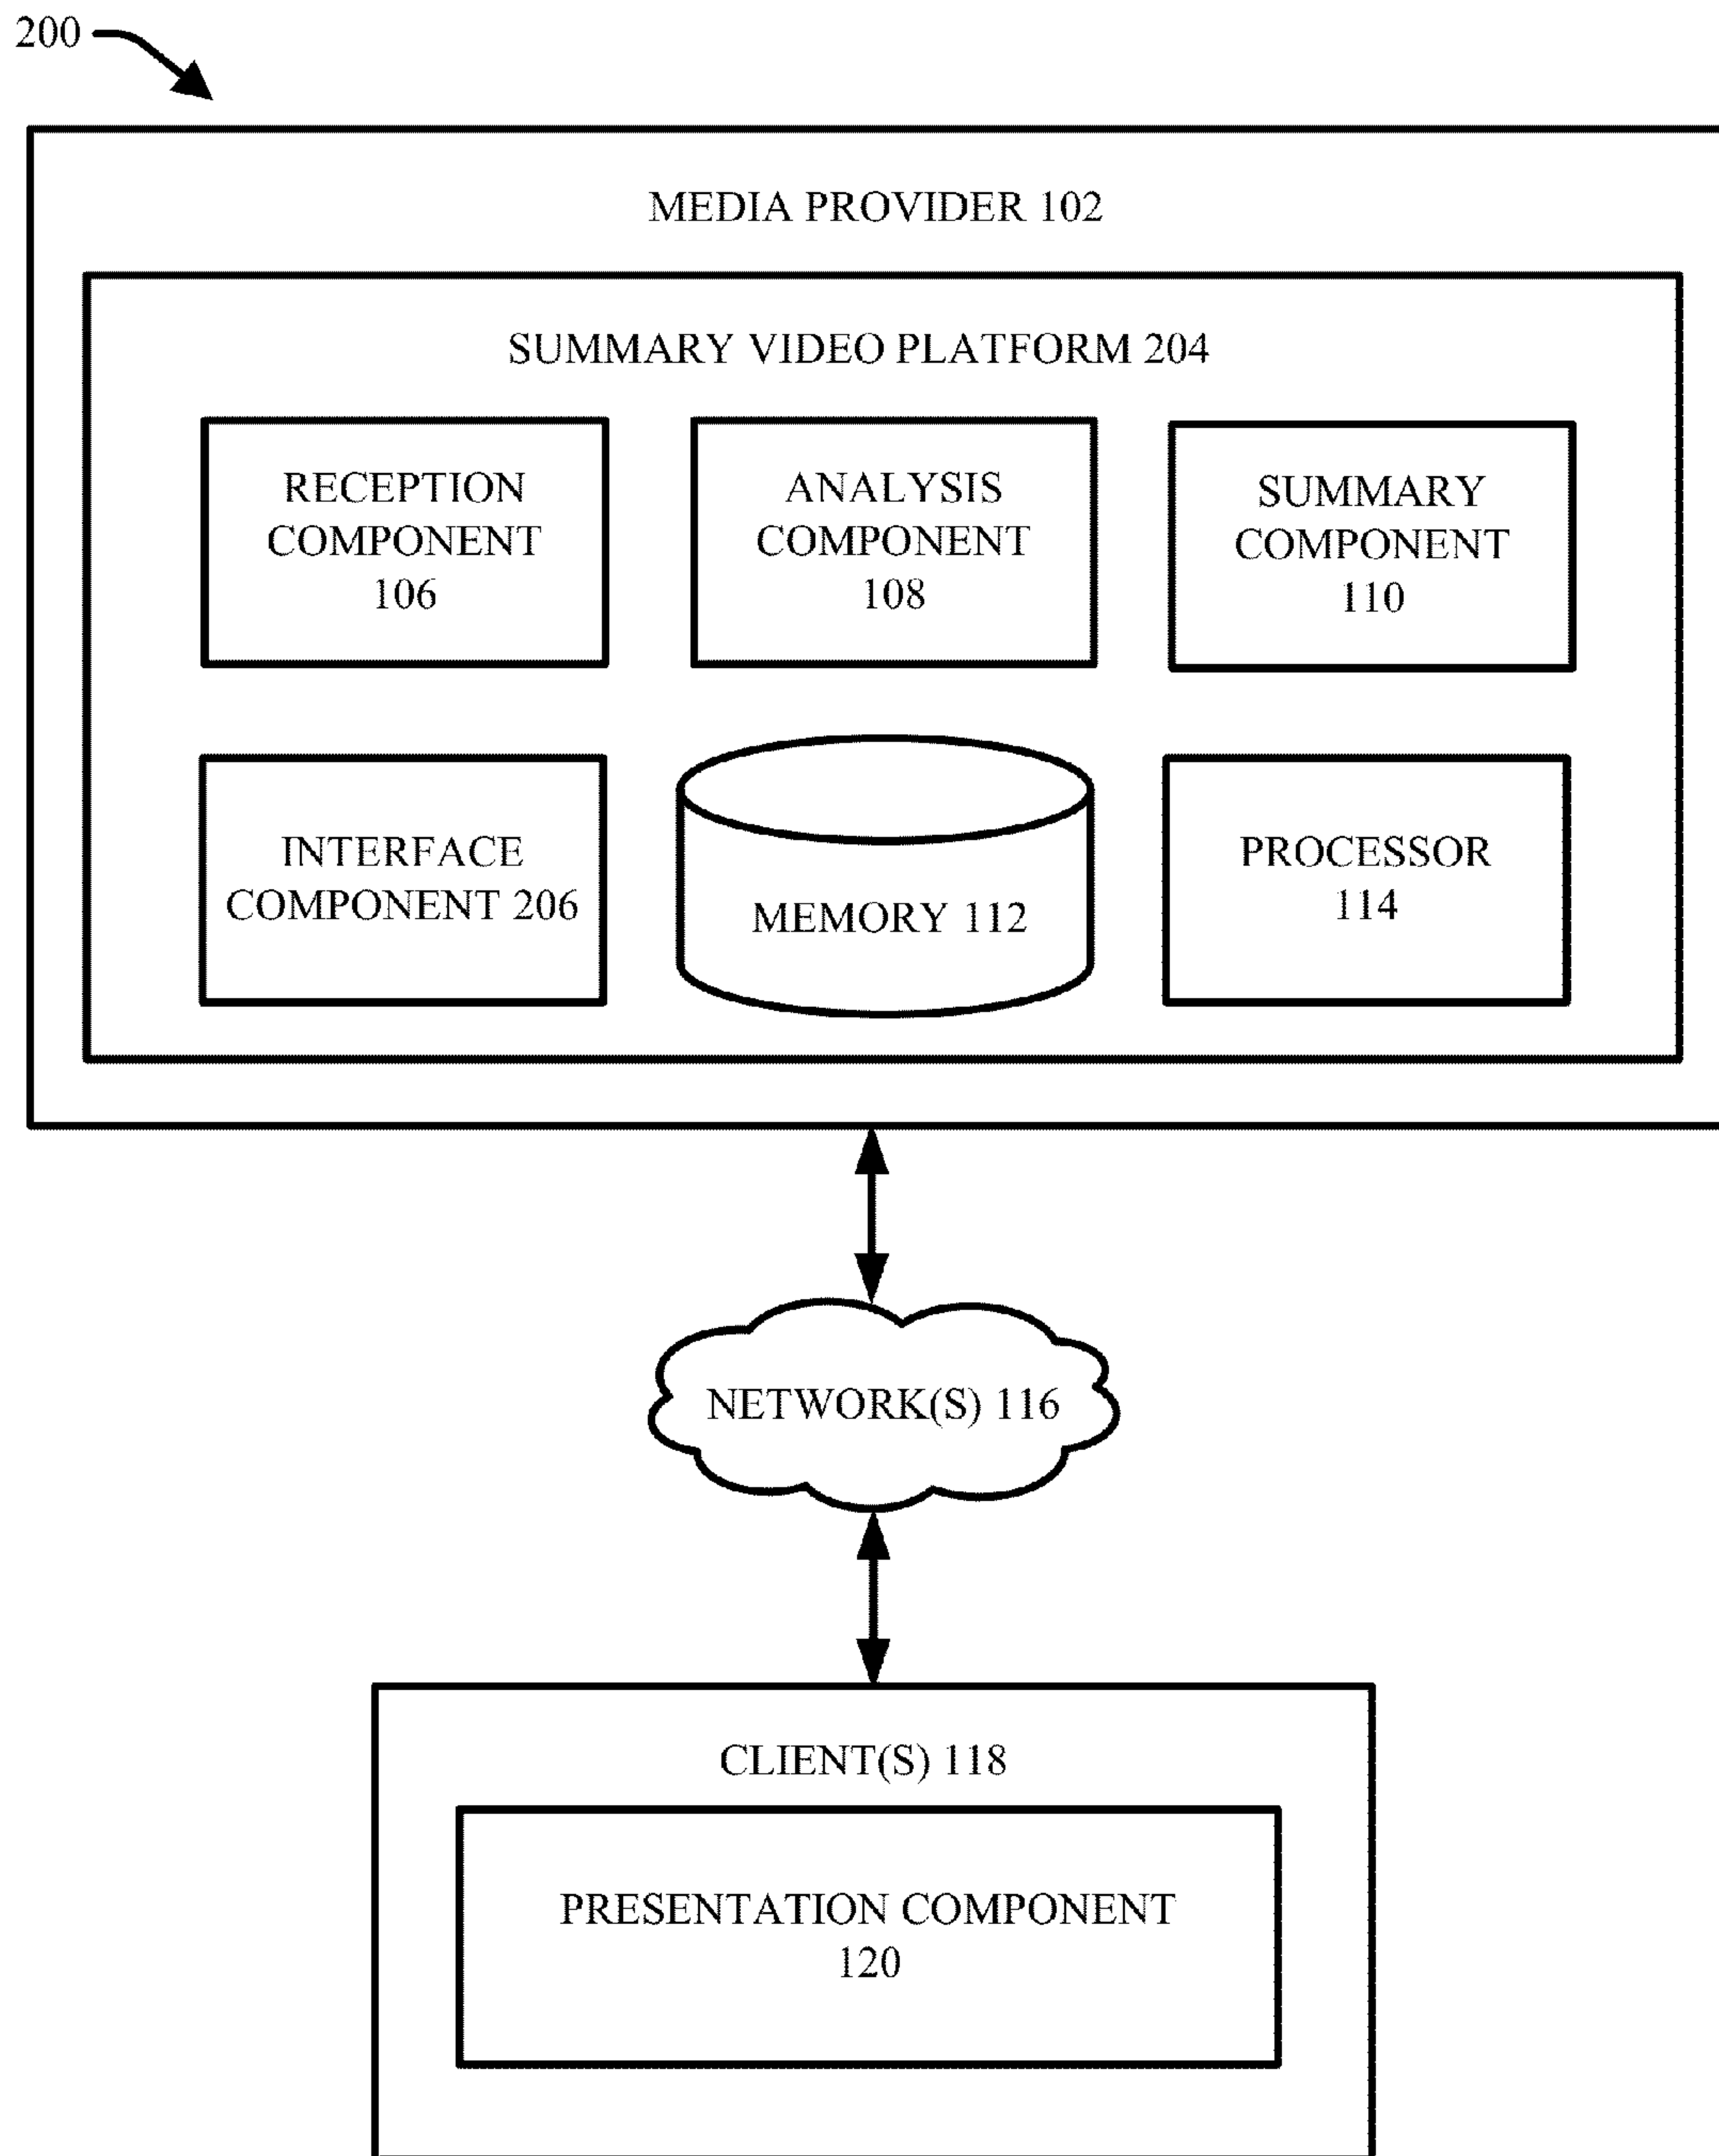 200
MEDIA PROVIDER 102
SUMMARY VIDEO PLATFORM 204
RECEPTION
COMPONENT
106
ANALYSIS
COMPONENT
108
SUMMARY
COMPONENT
110
INTERFACE
COMPONENT 206
MEMORY 112
PROCESSOR
114
NETWORK(S) 116
CLIENT(S) 118
PRESENTATION COMPONENT
120